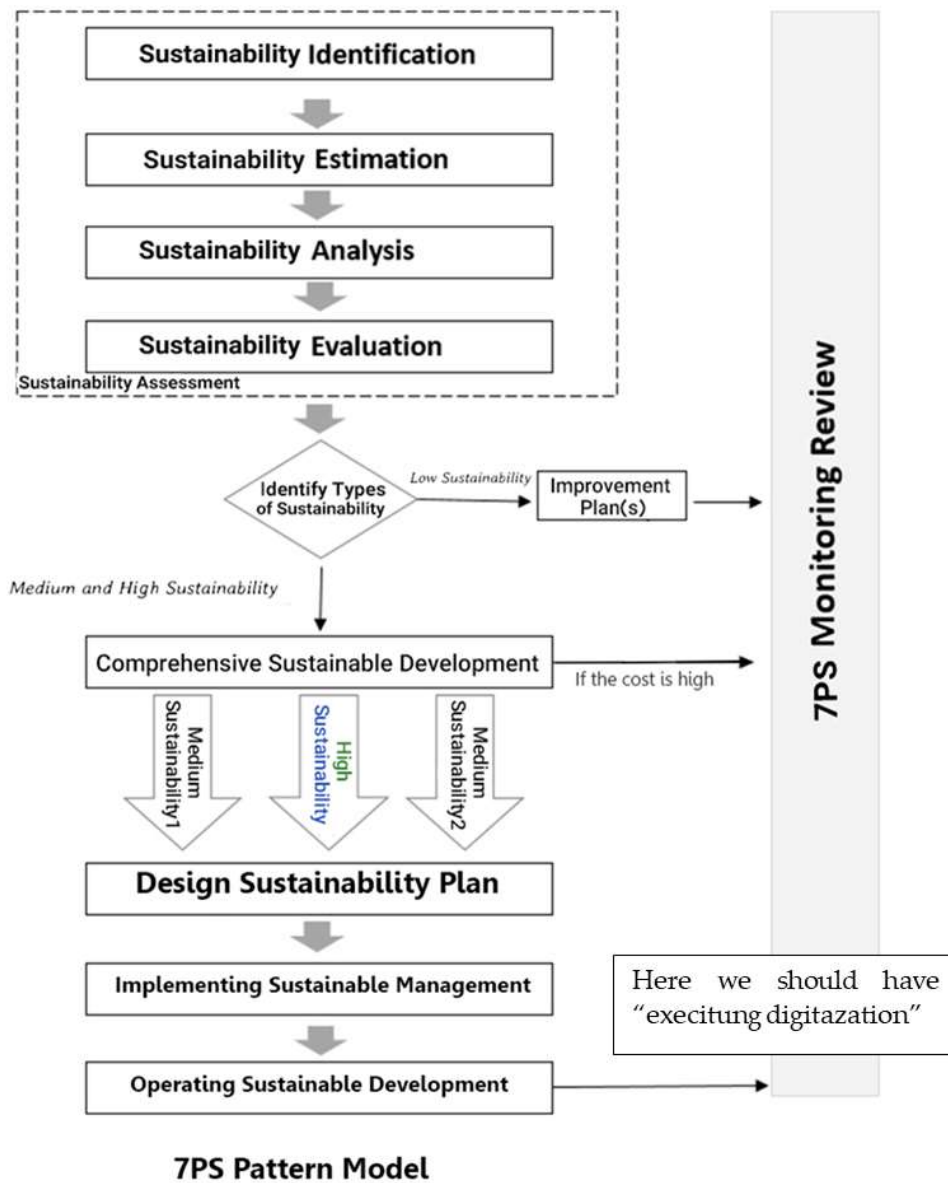 Sustainability Identification
Sustainability Estimation
Sustainability Analysis
Sustainability Evaluation
Sustainability Assessment
Identify Types
of Sustainability
Low Sustainability
Improvement
Plan(s)
Medium and High Sustainability
Comprehensive Sustainable Development
If the cost is high
Medium
Sustainability1
High
Sustainability
Medium
Sustainability2
Design Sustainability Plan
Implementing Sustainable Management
Operating Sustainable Development
7PS Monitoring Review
Here we should have
“execitung digitazation”
7PS Pattern Model